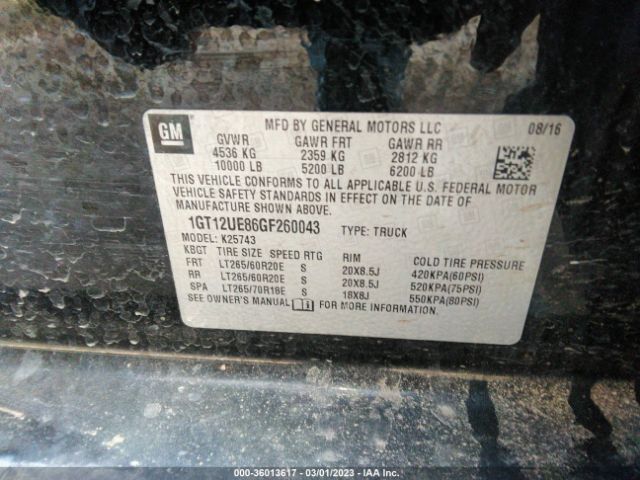 GM
MFD BY GENERAL MOTORS LLC 08/16
GVWR GAWR FRT GAWR RR
4536 KG 2359 KG 2812 KG
10000 LB 5200 LB 6200 LB
THIS VEHICLE CONFORMS TO ALL APPLICABLE U.S. FEDERAL MOTOR
VEHICLE SAFETY STANDARDS IN EFFECT ON THE DATE OF
MANUFACTURE SHOWN ABOVE.
1GT12UE86GF260043 TYPE: TRUCK
MODEL: K25743
KBGT TIRE SIZE SPEED RTG RIM COLD TIRE PRESSURE
FRT LT265/60R20E S 20X8.5J 420KPA(60PSI)
RR LT265/60R20E S 20X8.5J 520KPA(75PSI)
SPA LT265/70R18E S 18X8J 550KPA(80PSI)
SEE OWNER'S MANUAL FOR MORE INFORMATION.
000-36013617 - 03/01/2023 - IAA Inc.